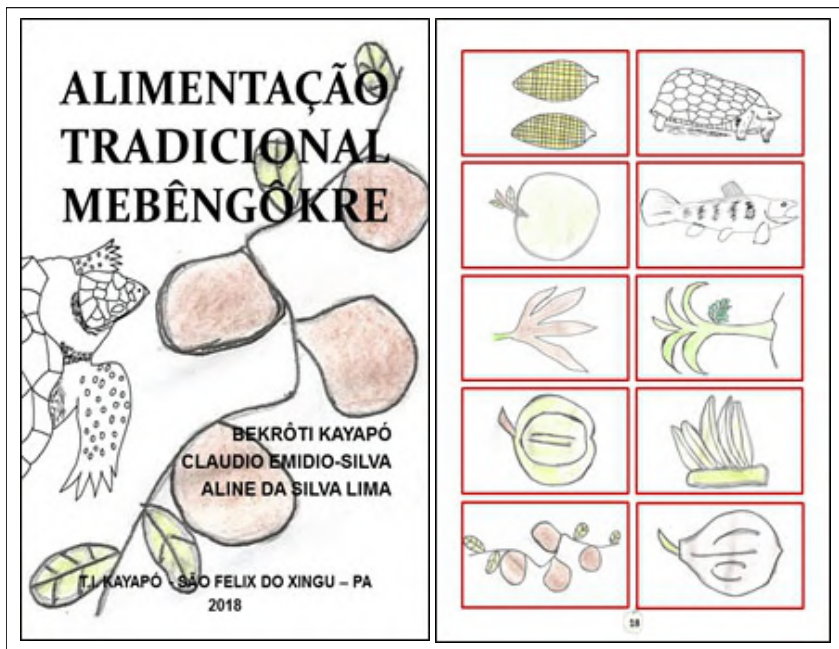 ALIMENTAÇÃO
TRADICIONAL
MEBÊNGÔKRE
BEKRÔTI KAYAPÓ
CLAUDIO EMIDIO-SILVA
ALINE DA SILVA LIMA
T.I. KAYAPÓ - SÃO FELIX DO XINGU – PA
2018
18